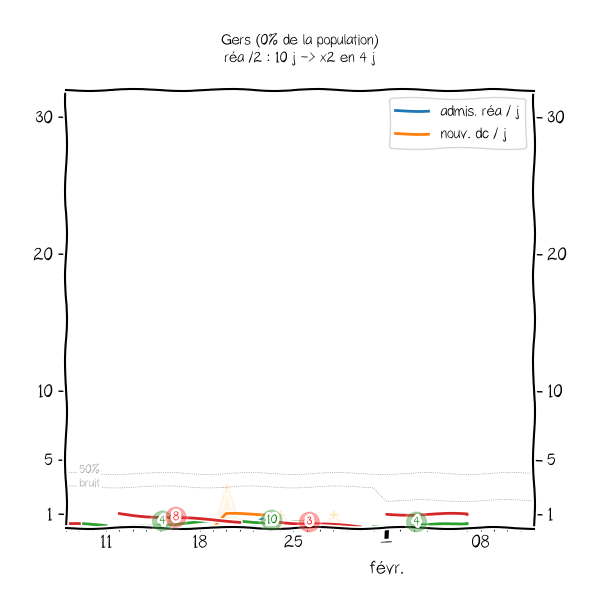 Gers (0% de la population)
réa /2 : 10 j -> x2 en 4 j
admis. réa / j
nouv. dc / j
30 30
20 20
10 10
5 5
50%
bruit
1 1
4 8 10 3 4
11 18 25 1 08
févr.